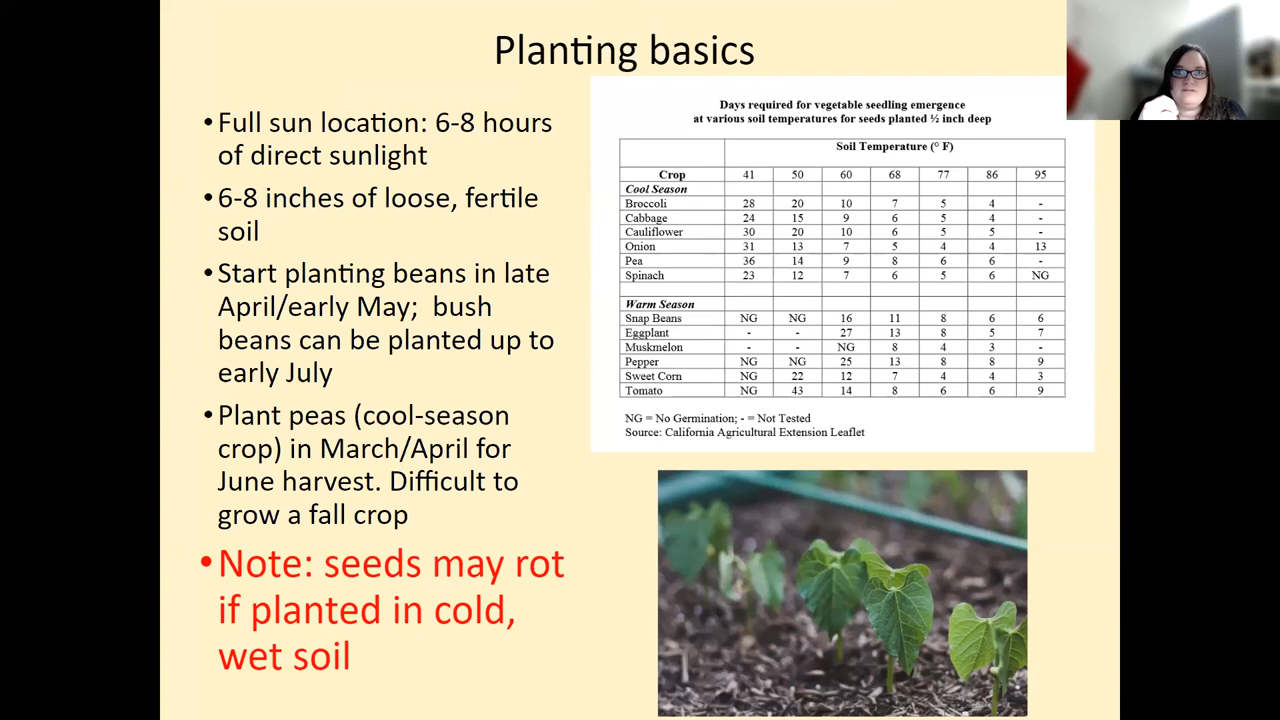 Planting basics
•Full sun location: 6-8 hours
of direct sunlight
•6-8 inches of loose, fertile
soil
•Start planting beans in late
April/early May;  bush
beans can be planted up to
early July
•Plant peas (cool-season
crop) in March/April for
June harvest. Difficult to
grow a fall crop
•Note: seeds may rot
if planted in cold,
wet soil
Days required for vegetable seedling emergence
at various soil temperatures for seeds planted ½ inch deep
Soil Temperature (° F)
Crop 41 50 60 68 77 86 95
Cool Season
Broccoli 28 20 10 7 5 4 -
Cabbage 24 15 9 6 5 4 -
Cauliflower 30 20 10 6 5 5 -
Onion 31 13 7 5 4 4 13
Pea 36 14 9 8 6 6 -
Spinach 23 12 7 6 5 6 NG
Warm Season
Snap Beans NG NG 16 11 8 6 6
Eggplant - - 27 13 8 5 7
Muskmelon - - NG 8 4 3 -
Pepper NG NG 25 13 8 8 9
Sweet Corn NG 22 12 7 4 4 3
Tomato NG 43 14 8 6 6 9
NG = No Germination; - = Not Tested
Source: California Agricultural Extension Leaflet